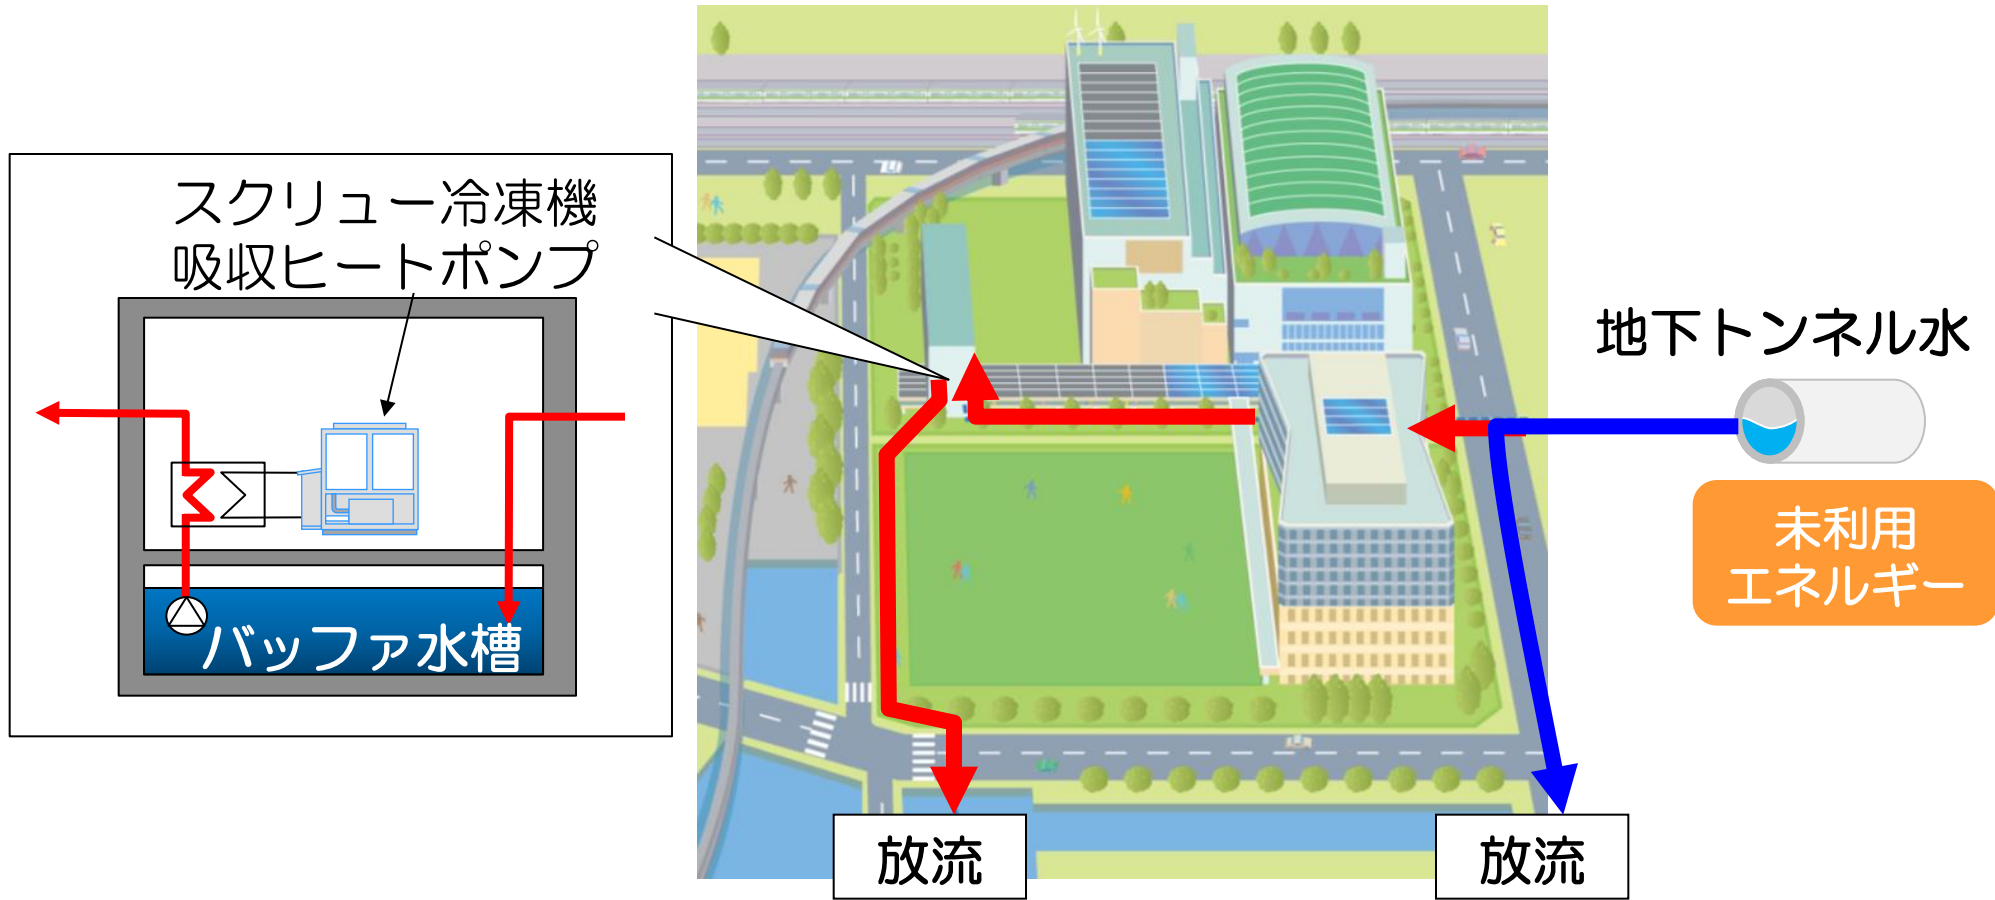 スクリュー冷凍機
吸収ヒートポンプ
バッファ水槽
地下トンネル水
未利用
エネルギー
放流
放流